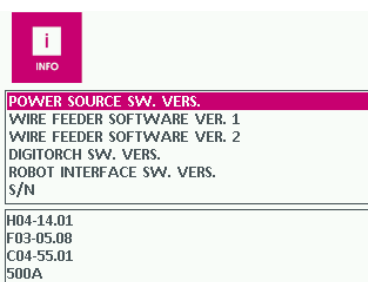 i
INFO
POWER SOURCE SW. VERS.
WIRE FEEDER SOFTWARE VER. 1
WIRE FEEDER SOFTWARE VER. 2
DIGITORCH SW. VERS.
ROBOT INTERFACE SW. VERS.
S/N
H04-14.01
F03-05.08
C04-55.01
500A